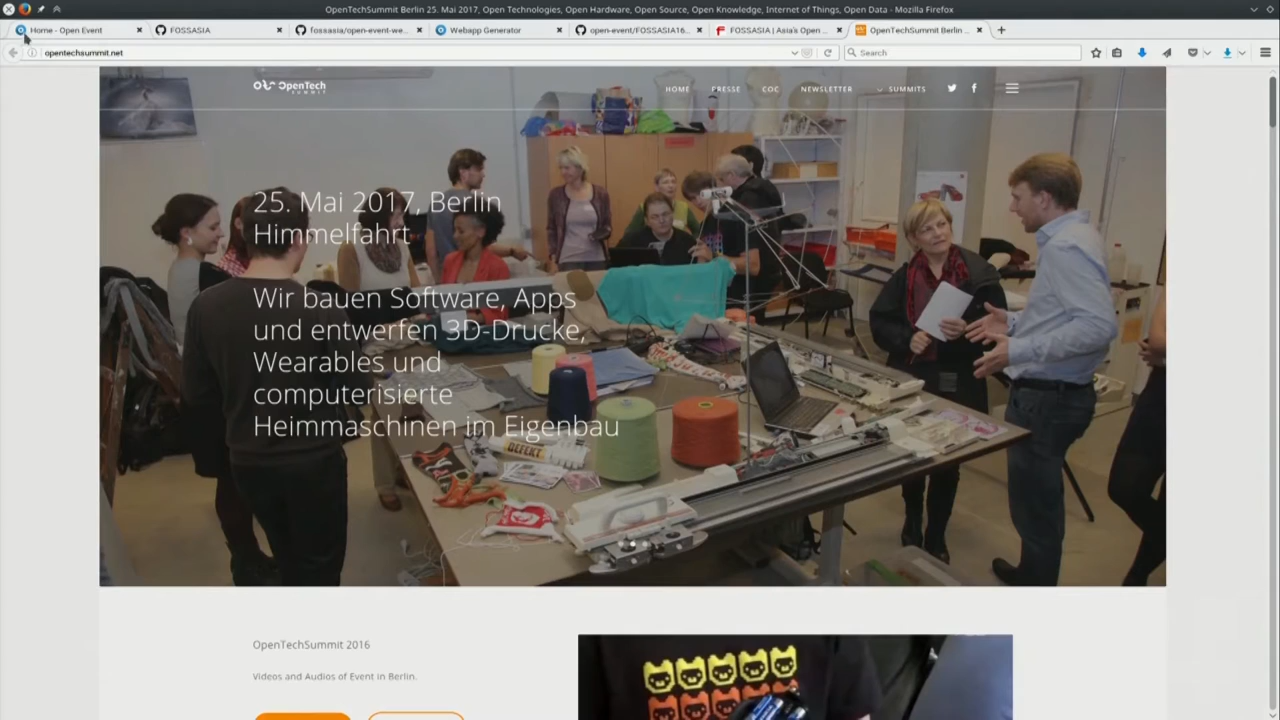 OpenTechSummit Berlin 25. Mai 2017, Open Technologies, Open Hardware, Open Source, Open Knowledge, Internet of Things, Open Data - Mozilla Firefox
Home - Open Event
FOSSASIA
fossasia/open-event-we...
Webapp Generator
open-event/FOSSASIA16...
FOSSASIA | Asia's Open ...
OpenTechSummit Berlin ...
opentechsummit.net
Search
OpenTech
SUMMIT
HOME
PRESSE
COC
NEWSLETTER
SUMMITS
25. Mai 2017, Berlin
Himmelfahrt
Wir bauen Software, Apps
und entwerfen 3D-Drucke,
Wearables und
computerisierte
Heimmaschinen im Eigenbau
DEFEKT
OpenTechSummit 2016
Videos and Audios of Event in Berlin.